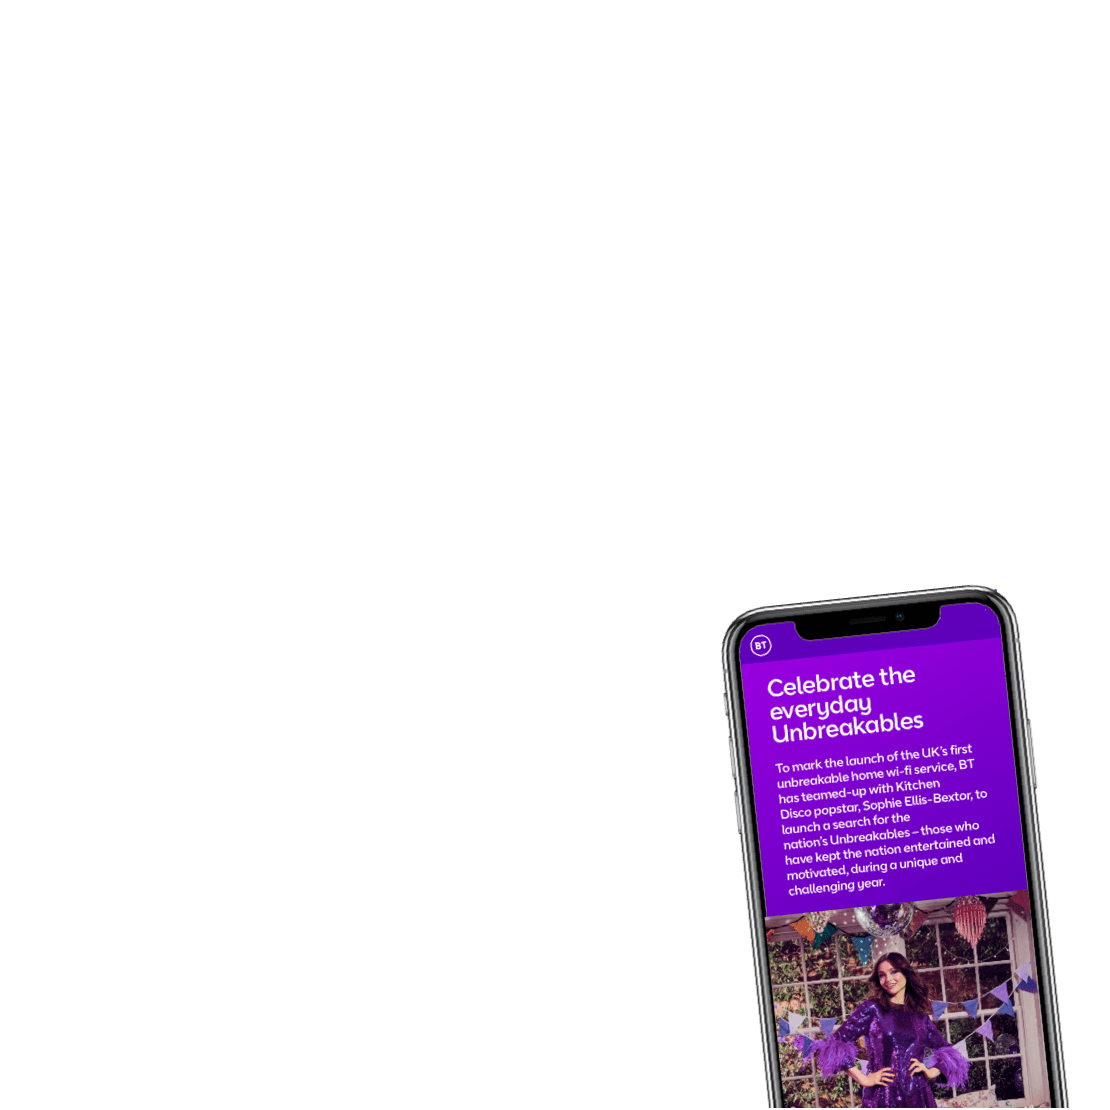 BT
Celebrate the
everyday
Unbreakables
To mark the launch of the UK's first
unbreakable home wi-fi service, BT
has teamed-up with Kitchen
Disco popstar, Sophie Ellis-Bextor, to
launch a search for the
nation's Unbreakables – those who
have kept the nation entertained and
motivated, during a unique and
challenging year.